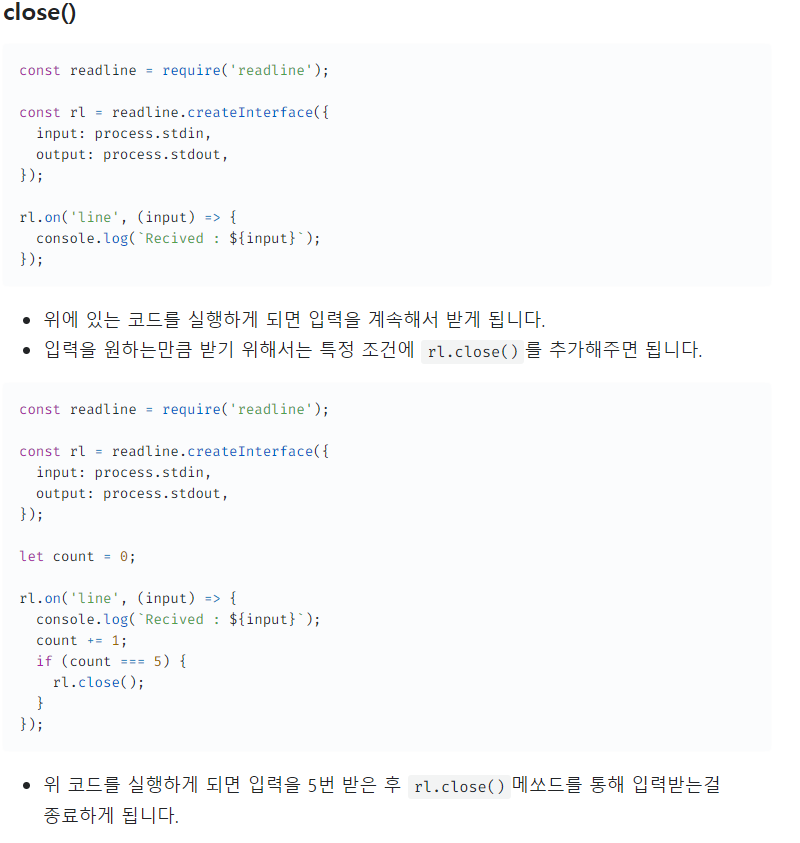 close()
const readline = require('readline');
const rl = readline.createInterface({
  input: process.stdin,
  output: process.stdout,
});
rl.on('line', (input) => {
  console.log(`Recived : ${input}`);
});
• 위에 있는 코드를 실행하게 되면 입력을 계속해서 받게 됩니다.
• 입력을 원하는만큼 받기 위해서는 특정 조건에 rl.close() 를 추가해주면 됩니다.
const readline = require('readline');
const rl = readline.createInterface({
  input: process.stdin,
  output: process.stdout,
});
let count = 0;
rl.on('line', (input) => {
  console.log(`Recived : ${input}`);
  count += 1;
  if (count === 5) {
    rl.close();
  }
});
• 위 코드를 실행하게 되면 입력을 5번 받은 후 rl.close() 메쏘드를 통해 입력받는걸
종료하게 됩니다.